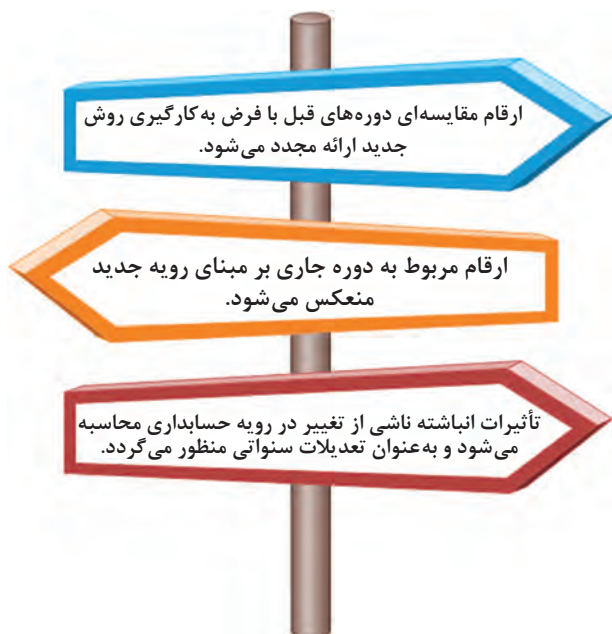 ارقام مقایسه‌ای دوره‌های قبل با فرض به‌کارگیری روش
جدید ارائه مجدد می‌شود.
ارقام مربوط به دوره جاری بر مبنای رویه جدید
منعکس می‌شود.
تأثیرات انباشته ناشی از تغییر در رویه حسابداری محاسبه
می‌شود و به‌عنوان تعدیلات سنواتی منظور می‌گردد.